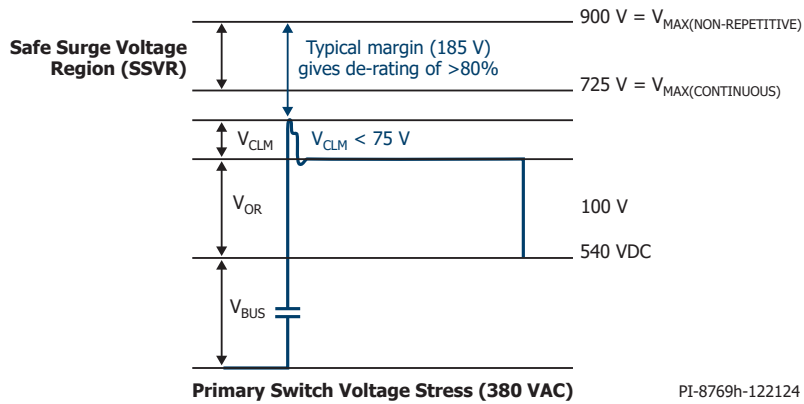 900 V = VMAX(NON-REPETITIVE)
Safe Surge Voltage
Region (SSVR)
Typical margin (185 V)
gives de-rating of >80%
725 V = VMAX(CONTINUOUS)
VCLM
VCLM < 75 V
VOR
100 V
540 VDC
VBUS
Primary Switch Voltage Stress (380 VAC)
PI-8769h-122124